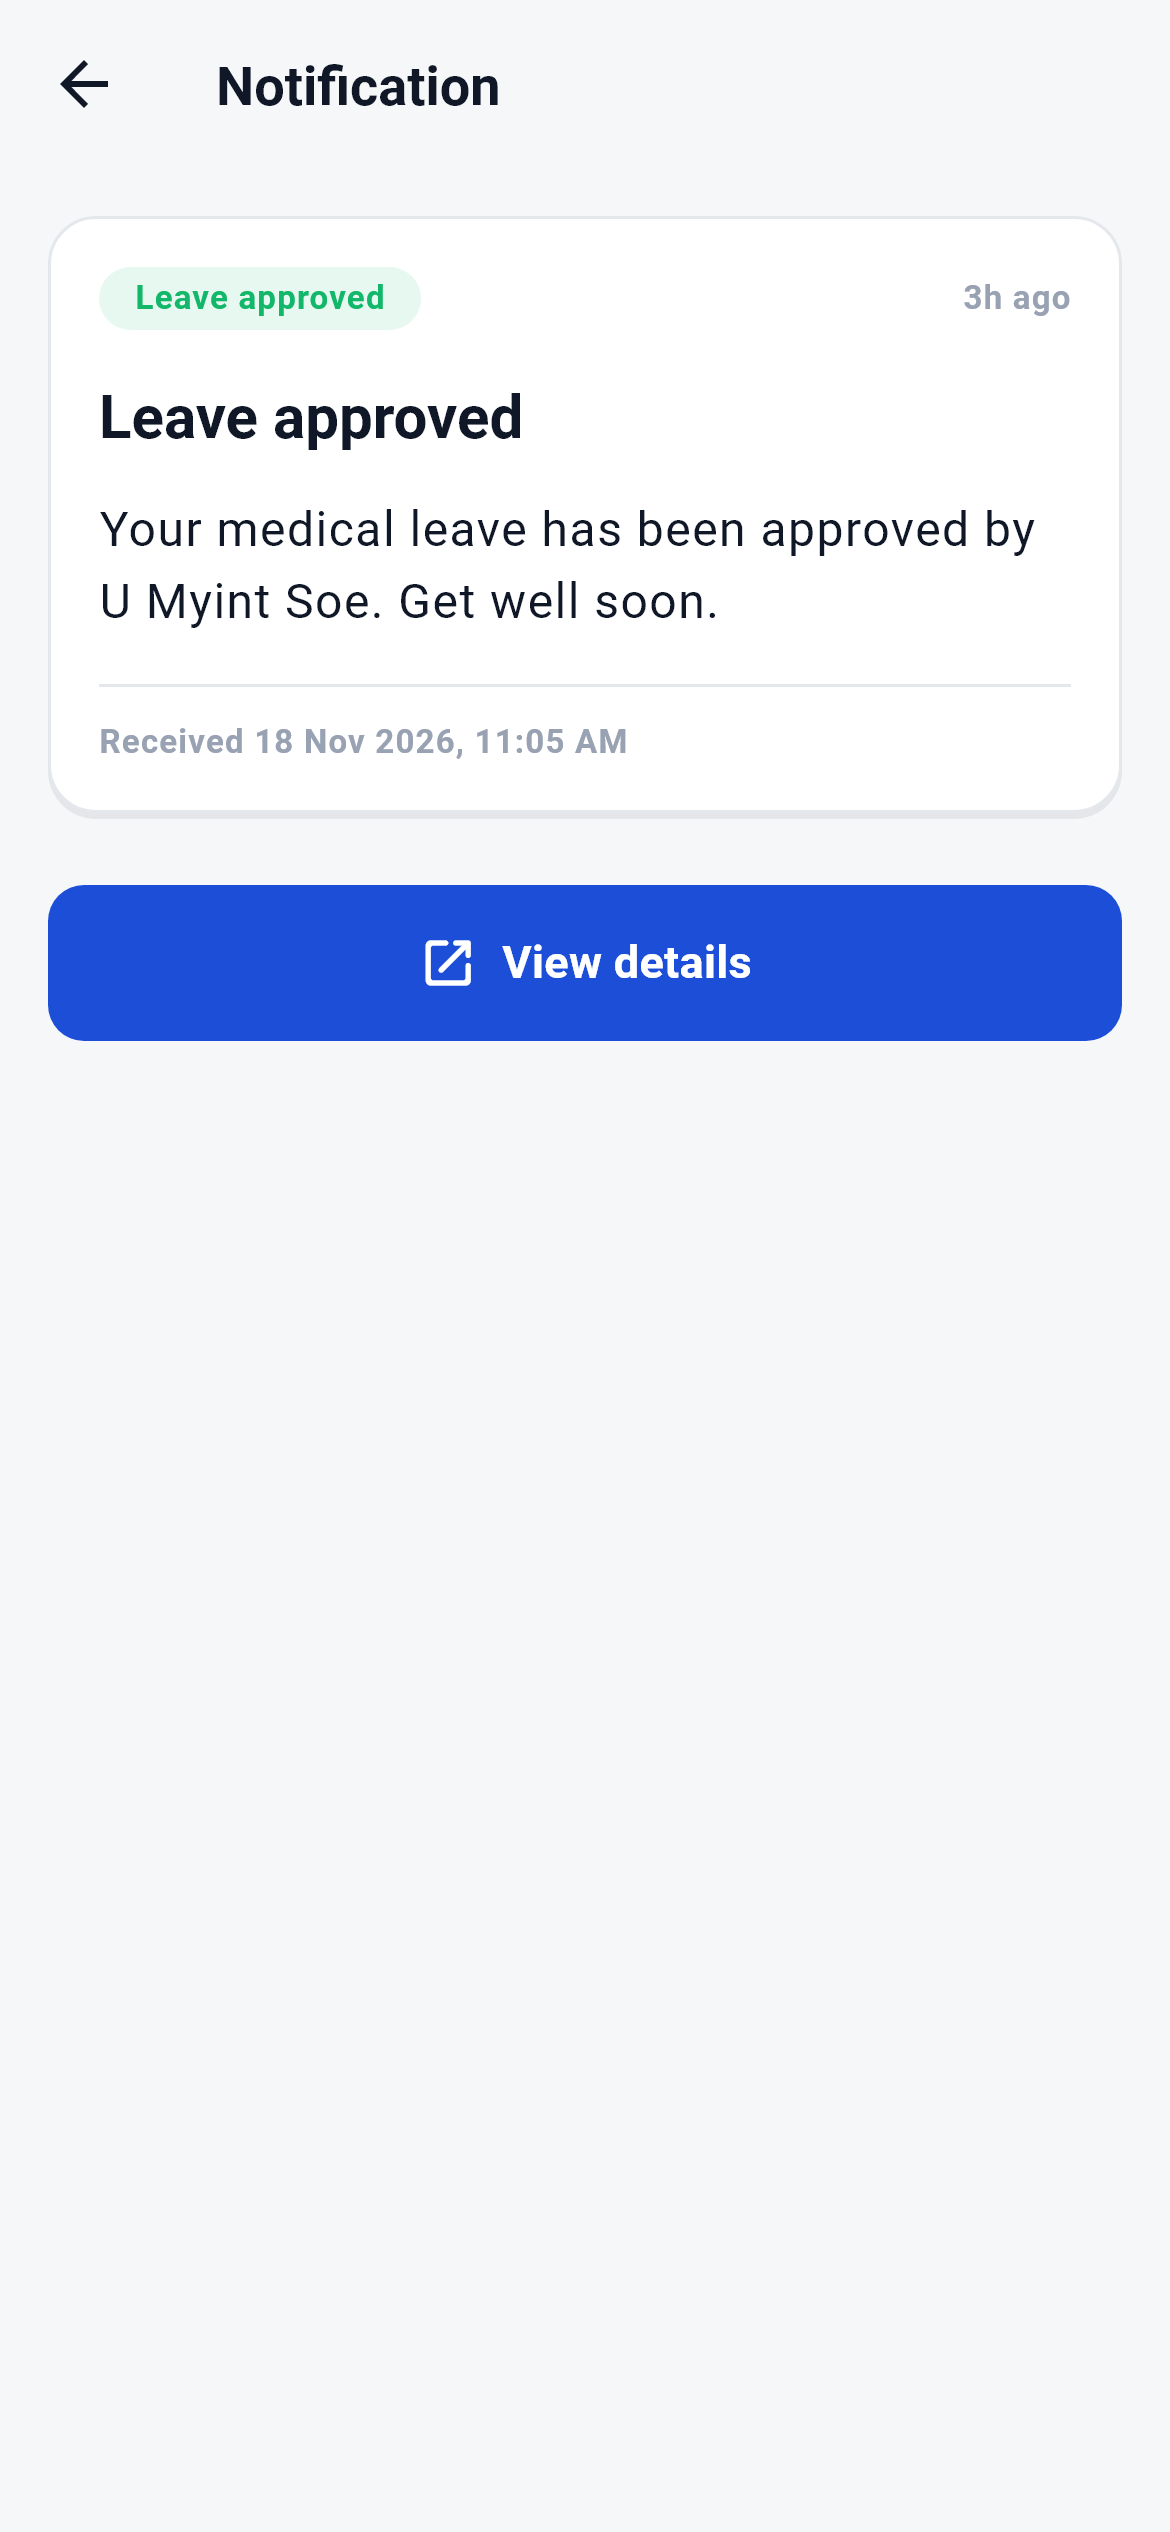 Notification
Leave approved
3h ago
Leave approved
Your medical leave has been approved by
U Myint Soe. Get well soon.
Received 18 Nov 2026, 11:05 AM
View details